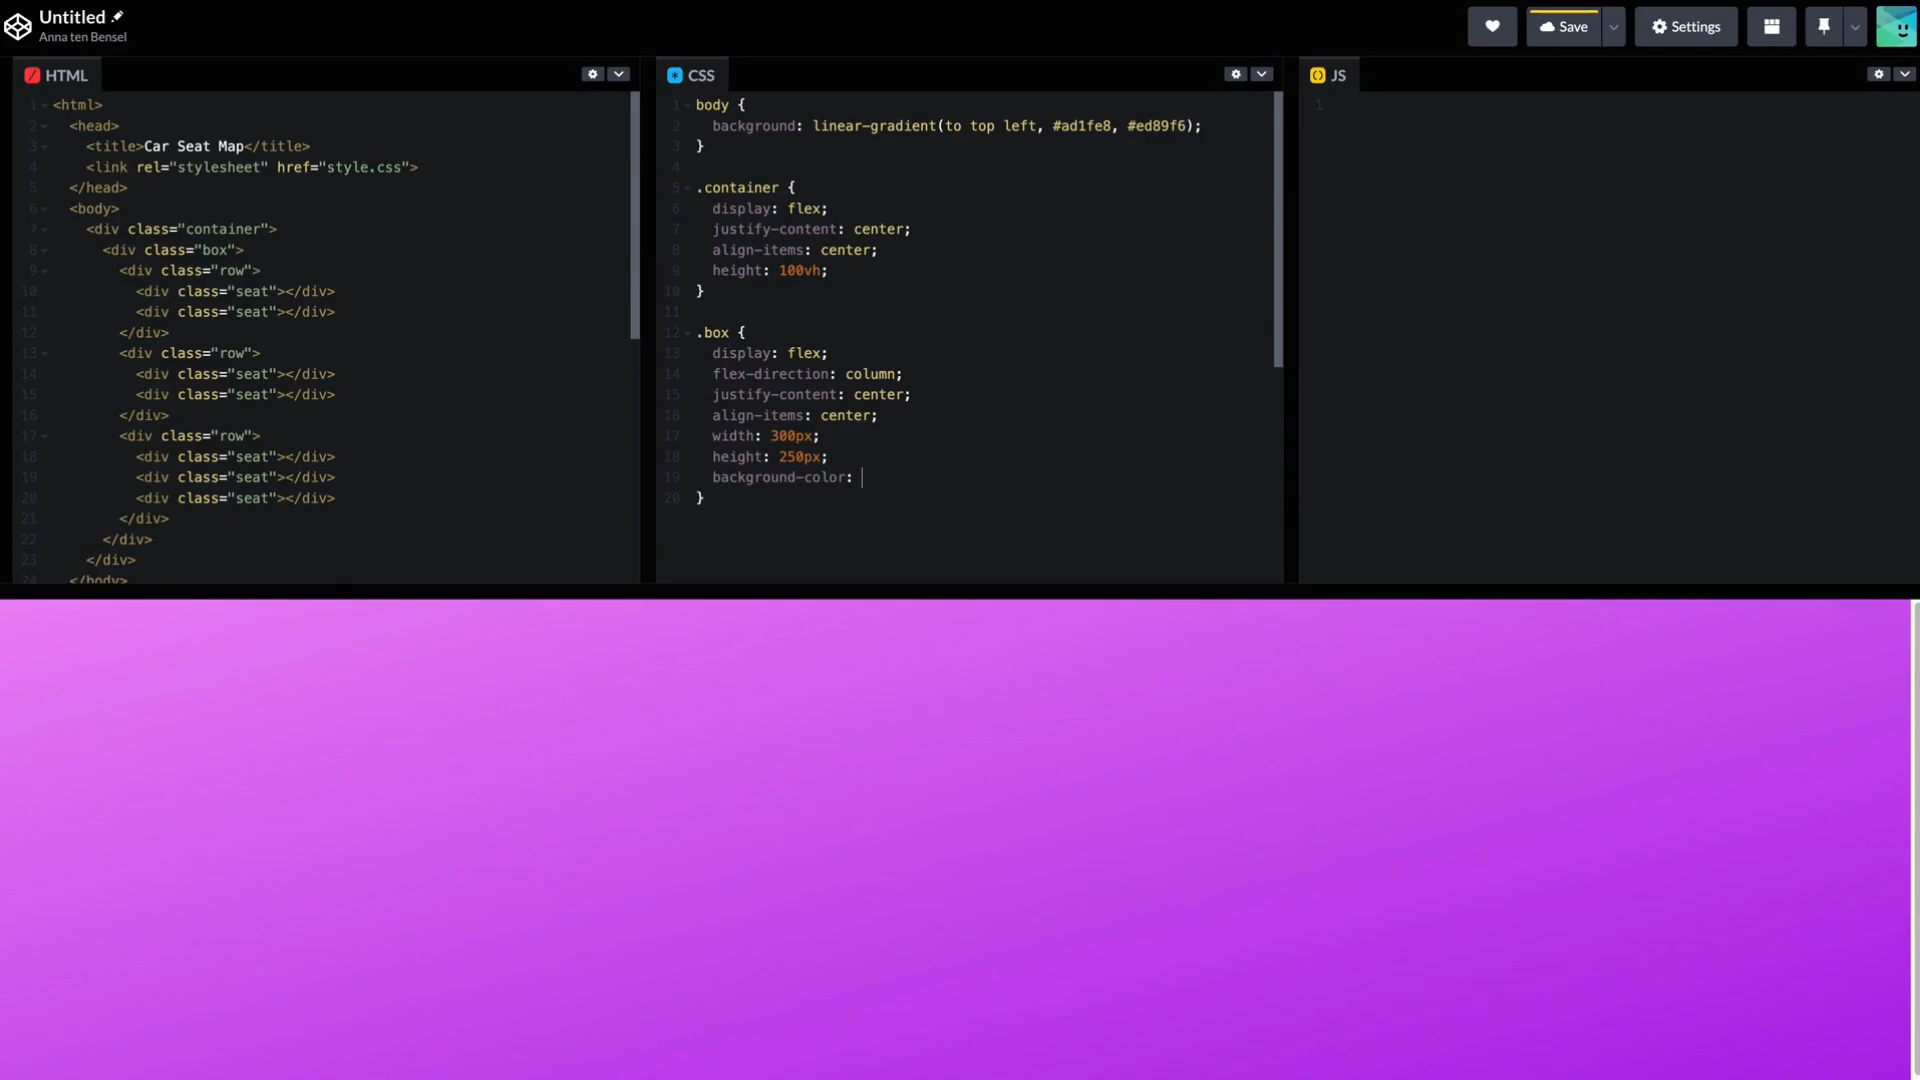 Untitled
Anna ten Bensel
Save
Settings
HTML
1 <html>
2 <head>
3 <title>Car Seat Map</title>
4 <link rel="stylesheet" href="style.css">
5 </head>
6 <body>
7 <div class="container">
8 <div class="box">
9 <div class="row">
10 <div class="seat"></div>
11 <div class="seat"></div>
12 </div>
13 <div class="row">
14 <div class="seat"></div>
15 <div class="seat"></div>
16 </div>
17 <div class="row">
18 <div class="seat"></div>
19 <div class="seat"></div>
20 <div class="seat"></div>
21 </div>
22 </div>
23 </div>
24 </body>
CSS
1 body {
2 background: linear-gradient(to top left, #ad1fe8, #ed89f6);
3 }
4
5 .container {
6 display: flex;
7 justify-content: center;
8 align-items: center;
9 height: 100vh;
10 }
11
12 .box {
13 display: flex;
14 flex-direction: column;
15 justify-content: center;
16 align-items: center;
17 width: 300px;
18 height: 250px;
19 background-color:
20 }
JS
1